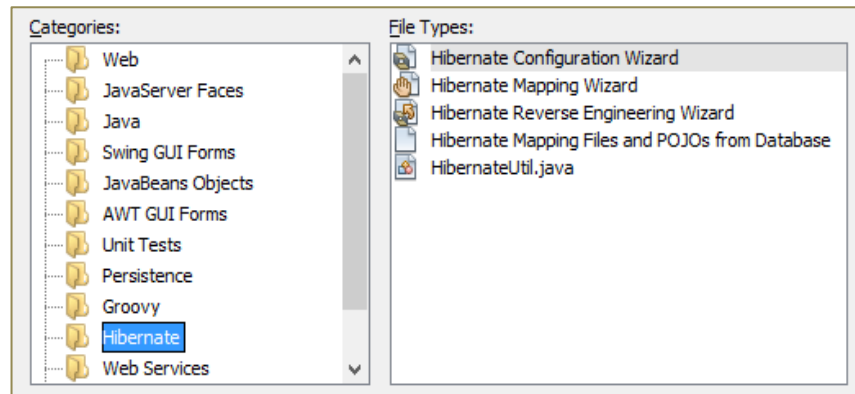 Categories:
Web
JavaServer Faces
Java
Swing GUI Forms
JavaBeans Objects
AWT GUI Forms
Unit Tests
Persistence
Groovy
Hibernate
Web Services
File Types:
Hibernate Configuration Wizard
Hibernate Mapping Wizard
Hibernate Reverse Engineering Wizard
Hibernate Mapping Files and POJOs from Database
HibernateUtil.java